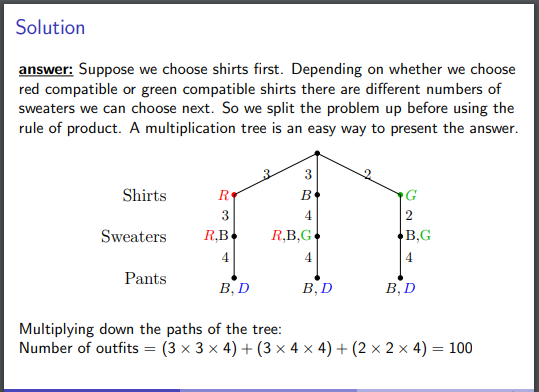 Solution
answer: Suppose we choose shirts first. Depending on whether we choose
red compatible or green compatible shirts there are different numbers of
sweaters we can choose next. So we split the problem up before using the
rule of product. A multiplication tree is an easy way to present the answer.
3 3 2
Shirts R B G
3 4 2
Sweaters R,B R,B,G B,G
4 4 4
Pants B, D B, D B, D
Multiplying down the paths of the tree:
Number of outfits = (3 × 3 × 4) + (3 × 4 × 4) + (2 × 2 × 4) = 100